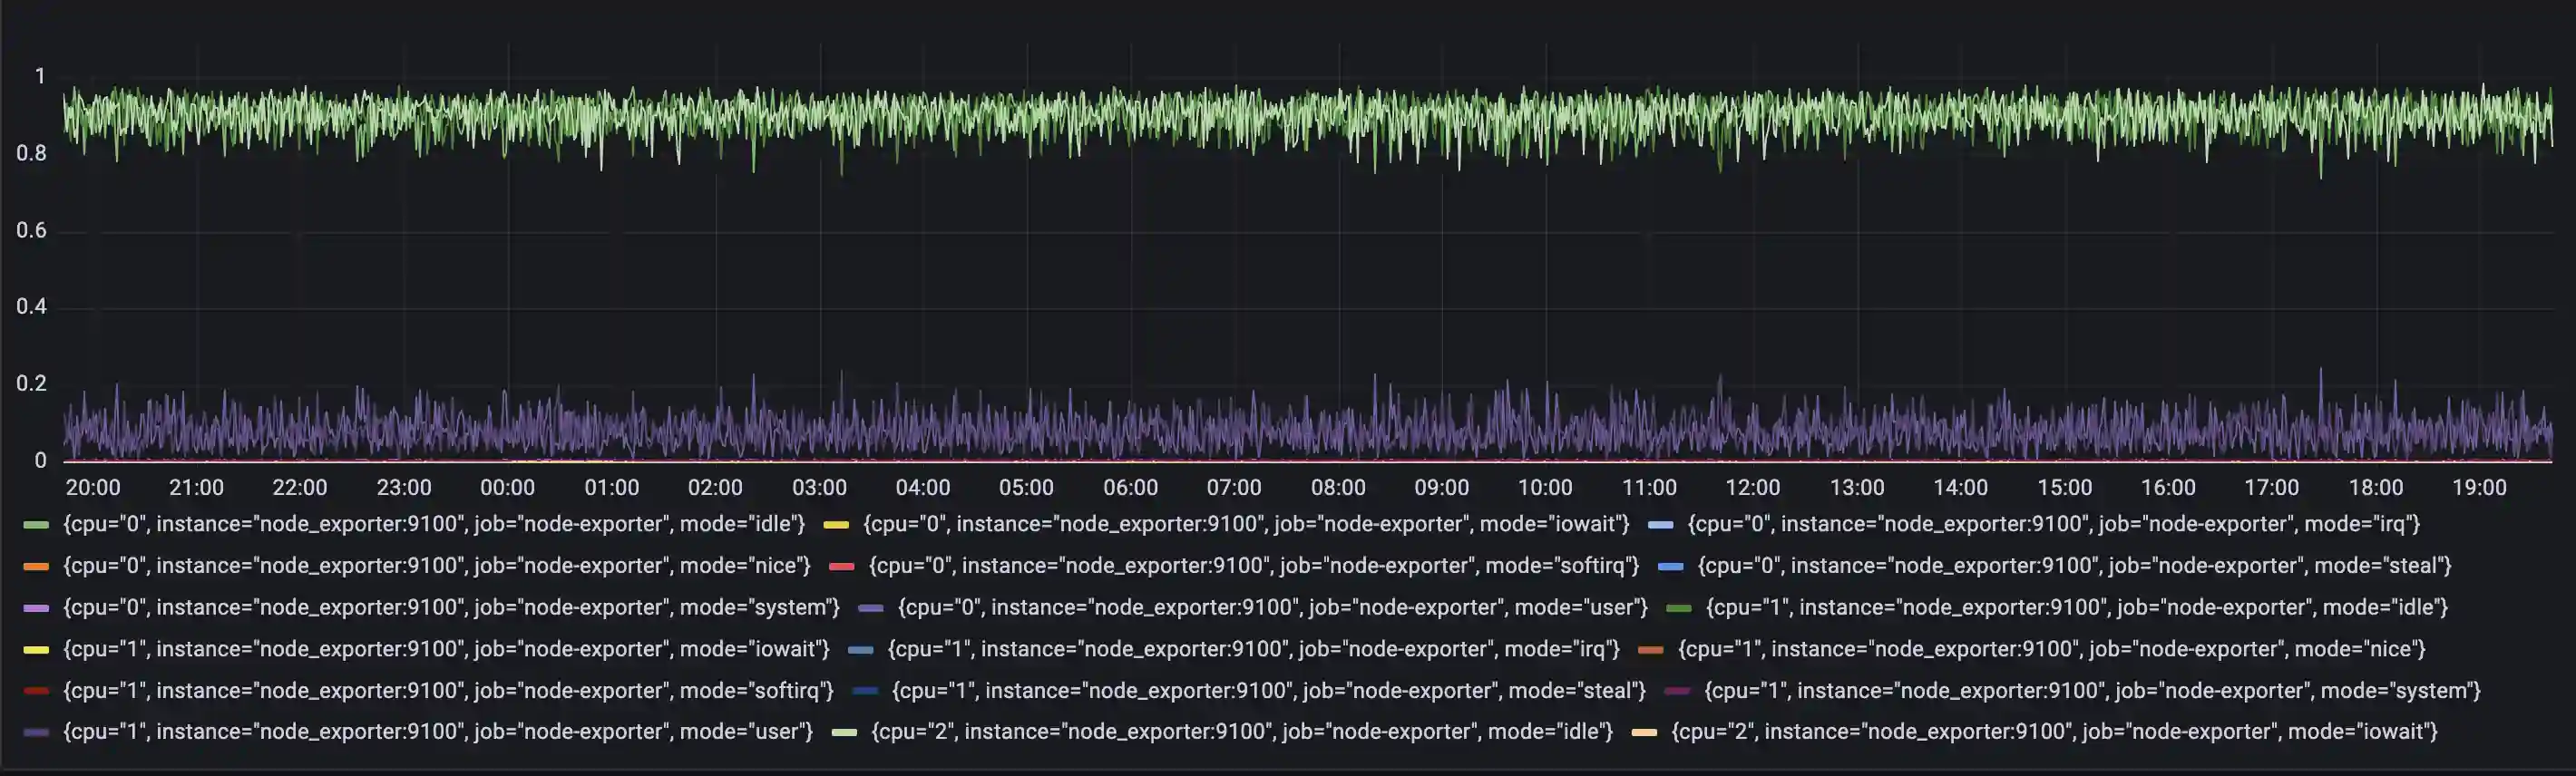 1
0.8
0.6
0.4
0.2
0
20:00 21:00 22:00 23:00 00:00 01:00 02:00 03:00 04:00 05:00 06:00 07:00 08:00 09:00 10:00 11:00 12:00 13:00 14:00 15:00 16:00 17:00 18:00 19:00
{cpu="0", instance="node_exporter:9100", job="node-exporter", mode="idle"} {cpu="0", instance="node_exporter:9100", job="node-exporter", mode="iowait"} {cpu="0", instance="node_exporter:9100", job="node-exporter", mode="irq"}
{cpu="0", instance="node_exporter:9100", job="node-exporter", mode="nice"} {cpu="0", instance="node_exporter:9100", job="node-exporter", mode="softirq"} {cpu="0", instance="node_exporter:9100", job="node-exporter", mode="steal"}
{cpu="0", instance="node_exporter:9100", job="node-exporter", mode="system"} {cpu="0", instance="node_exporter:9100", job="node-exporter", mode="user"} {cpu="1", instance="node_exporter:9100", job="node-exporter", mode="idle"}
{cpu="1", instance="node_exporter:9100", job="node-exporter", mode="iowait"} {cpu="1", instance="node_exporter:9100", job="node-exporter", mode="irq"} {cpu="1", instance="node_exporter:9100", job="node-exporter", mode="nice"}
{cpu="1", instance="node_exporter:9100", job="node-exporter", mode="softirq"} {cpu="1", instance="node_exporter:9100", job="node-exporter", mode="steal"} {cpu="1", instance="node_exporter:9100", job="node-exporter", mode="system"}
{cpu="1", instance="node_exporter:9100", job="node-exporter", mode="user"} {cpu="2", instance="node_exporter:9100", job="node-exporter", mode="idle"} {cpu="2", instance="node_exporter:9100", job="node-exporter", mode="iowait"}